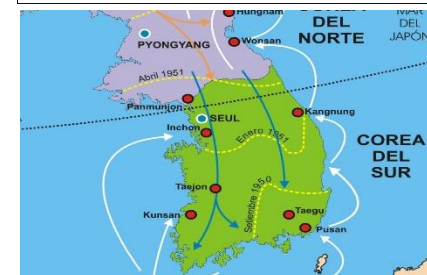 Hungnam
DEL
NORTE
MAR
DEL
JAPÓN
Wonsan
PYONGYANG
Abril 1951
Panmunjon
SEUL
Inchon
Kangnung
Enero 1951
COREA
DEL
SUR
Taejon
Setiembre 1950
Kunsan
Taegu
Pusan